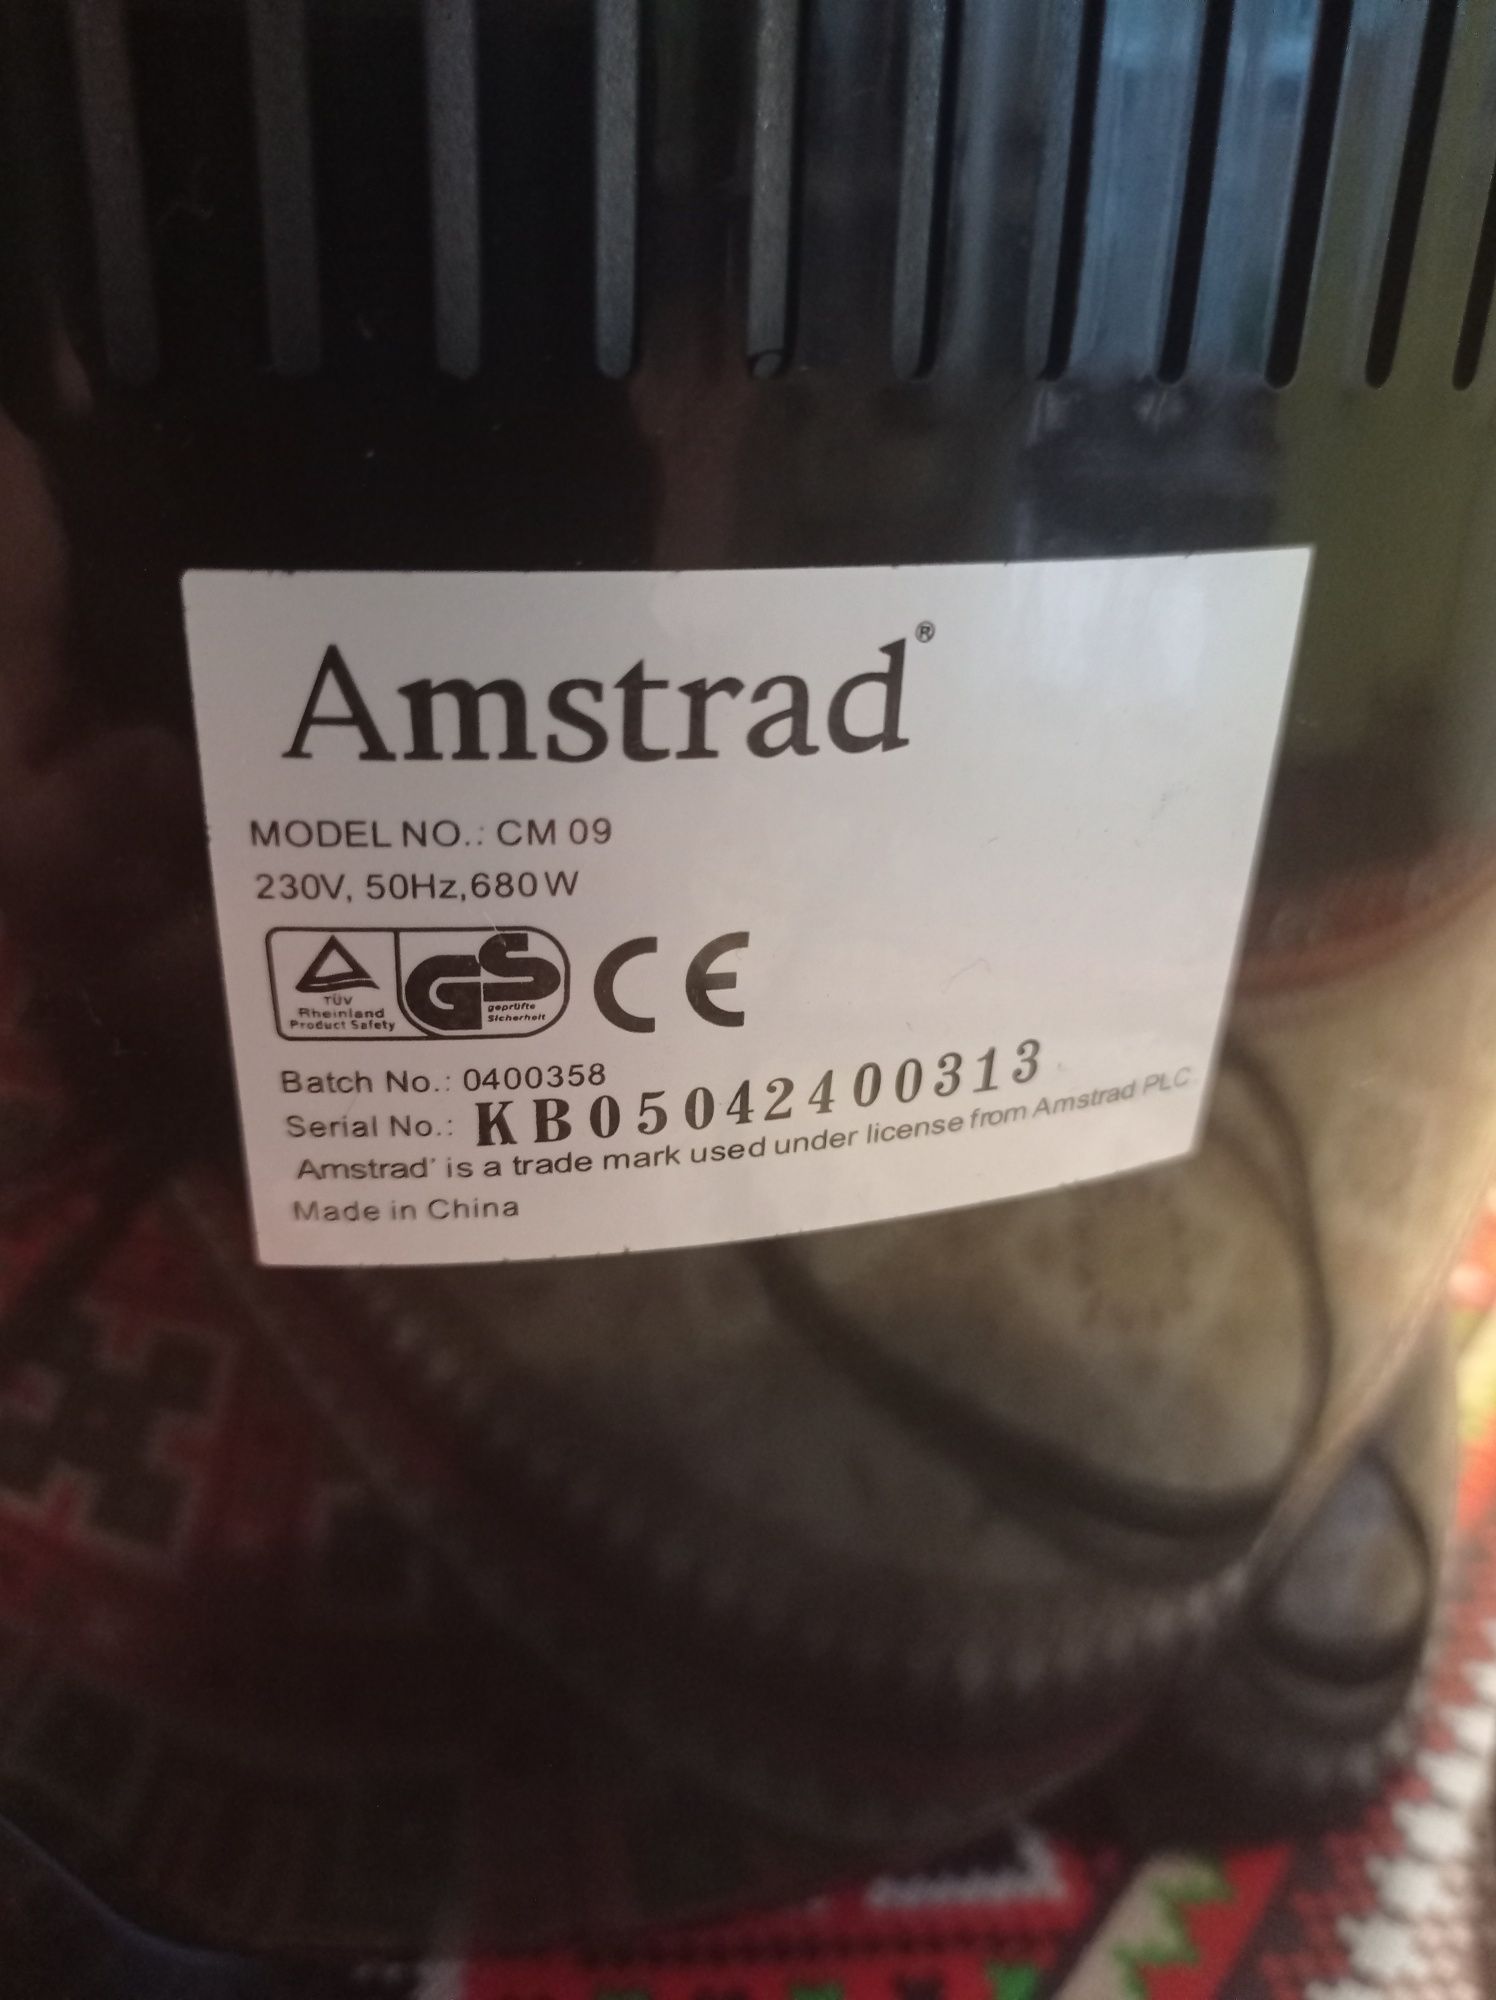 Amstrad®
MODEL NO.: CM 09
230V, 50Hz,680W
TÜV
Rheinland
Product Safety
GS
geprüfte
Sicherheit
CE
Batch No.: 0400358
Serial No.: KB05042400313
Amstrad® is a trade mark used under license from Amstrad PLC.
Made in China